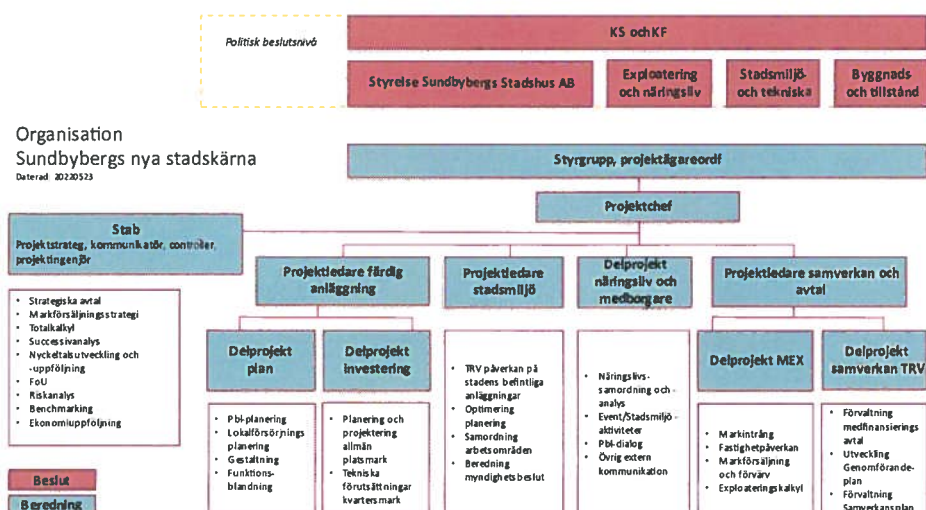 Politisk beslutsnivå
KS och KF
Styrelse Sundbybergs Stadshus AB
Exploatering
och näringsliv
Stadsmiljö-
och tekniska
Byggnads-
och tillstånd
Organisation
Sundbybergs nya stadskärna
Daterad 20220523
Styrgrupp, projektägareordf
Projektchef
Stab
Projektstrateg, kommunikatör, controller,
projektingenjör
• Strategiska avtal
• Markförsäljningsstrategi
• Totalkalkyl
• Successivanalys
• Nyckeltalsutveckling och
-uppföljning
• FoU
• Riskanalys
• Benchmarking
• Ekonomiuppföljning
Projektledare färdig
anläggning
Projektledare
stadsmiljö
Delprojekt
näringsliv och
medborgare
Projektledare samverkan och
avtal
Delprojekt
plan
Delprojekt
investering
Delprojekt MEX
Delprojekt
samverkan TRV
• Pbl-planering
• Lokalförsörjnings
planering
• Gestaltning
• Funktions-
blandning
• Planering och
projektering
allmän
platsmark
• Tekniska
förutsättningar
kvartersmark
• TRV påverkan på
stadens befintliga
anläggningar
• Optimering
planering
• Samordning
arbetsområden
• Beredning
myndighetsbeslut
• Näringslivs-
samordning och -
analys
• Event/Stadsmiljö -
aktiviteter
• Pbl-dialog
• Övrig extern
kommunikation
• Markintrång
• Fastighetpåverkan
• Markförsäljning
och förvärv
• Exploateringskalkyl
• Förvaltning
medfinansierings
avtal
• Utveckling
Genomförande-
plan
• Förvaltning
Samverkansplan
Beslut
Beredning